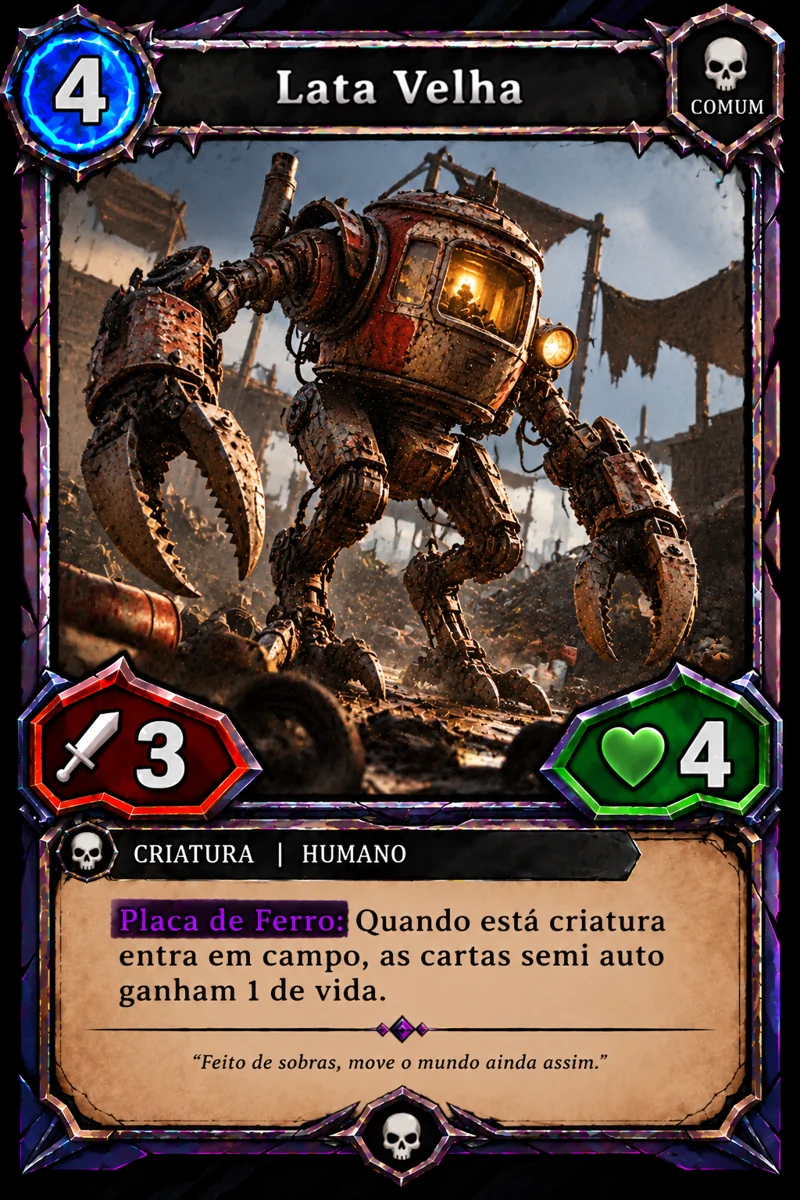 4
Lata Velha
COMUM
3
4
CRIATURA | HUMANO
Placa de Ferro: Quando está criatura
entra em campo, as cartas semi auto
ganham 1 de vida.
“Feito de sobras, move o mundo ainda assim.”